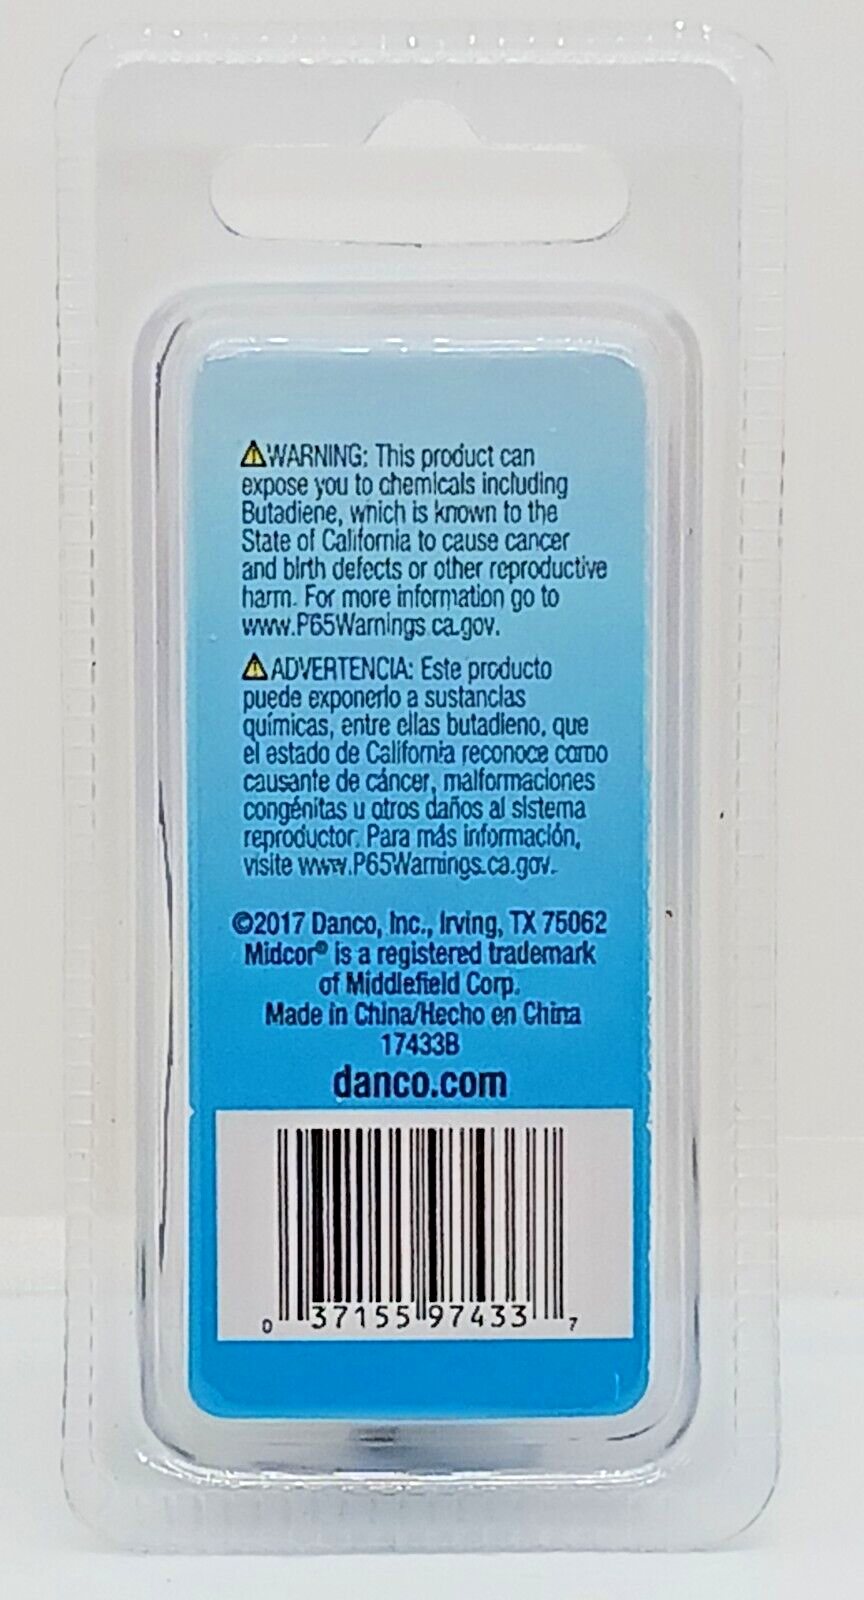 ⚠WARNING: This product can
expose you to chemicals including
Butadiene, which is known to the
State of California to cause cancer
and birth defects or other reproductive
harm. For more information go to
www.P65Warnings.ca.gov.
⚠ADVERTENCIA: Este producto
puede exponerlo a sustancias
químicas, entre ellas butadieno, que
el estado de California reconoce como
causante de cáncer, malformaciones
congénitas u otros daños al sistema
reproductor. Para más información,
visite www.P65Warnings.ca.gov.
©2017 Danco, Inc., Irving, TX 75062
Midcor® is a registered trademark
of Middlefield Corp.
Made in China/Hecho en China
17433B
danco.com
0 37155 97433 7